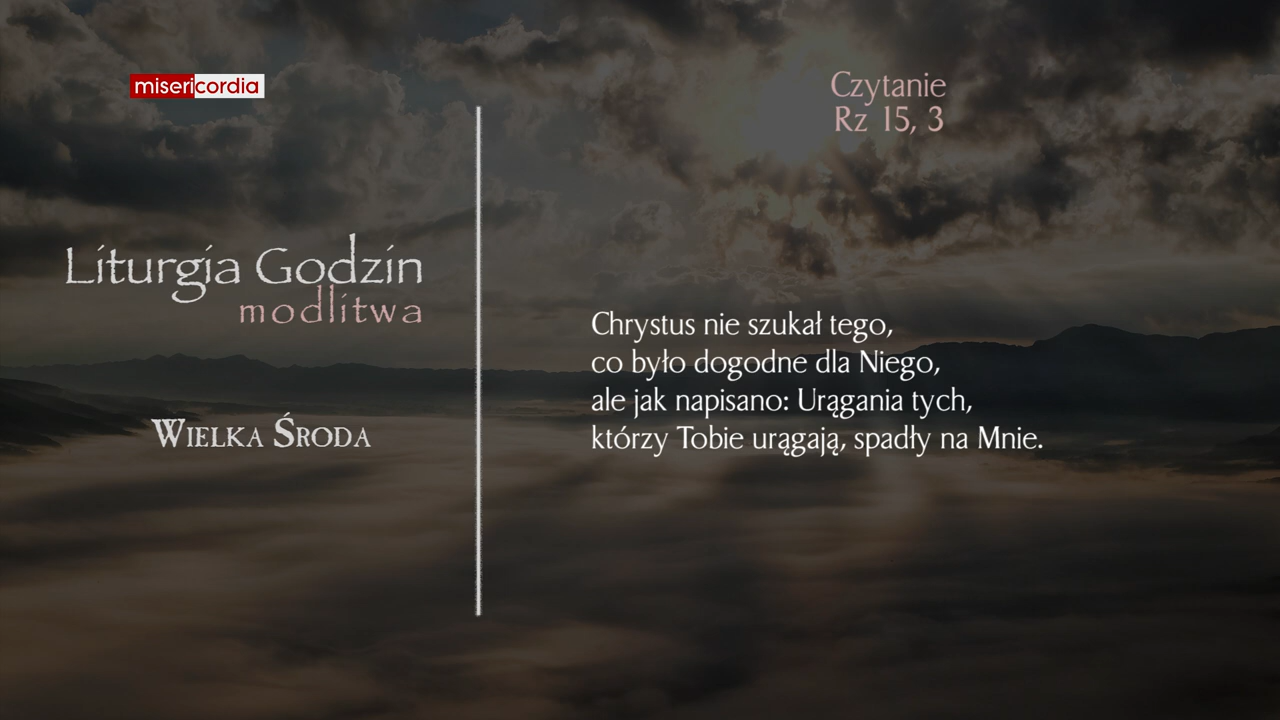 misericordia
Liturgia Godzin
modlitwa
Wielka Środa
Czytanie
Rz 15, 3
Chrystus nie szukał tego,
co było dogodne dla Niego,
ale jak napisano: Urągania tych,
którzy Tobie urągają, spadły na Mnie.